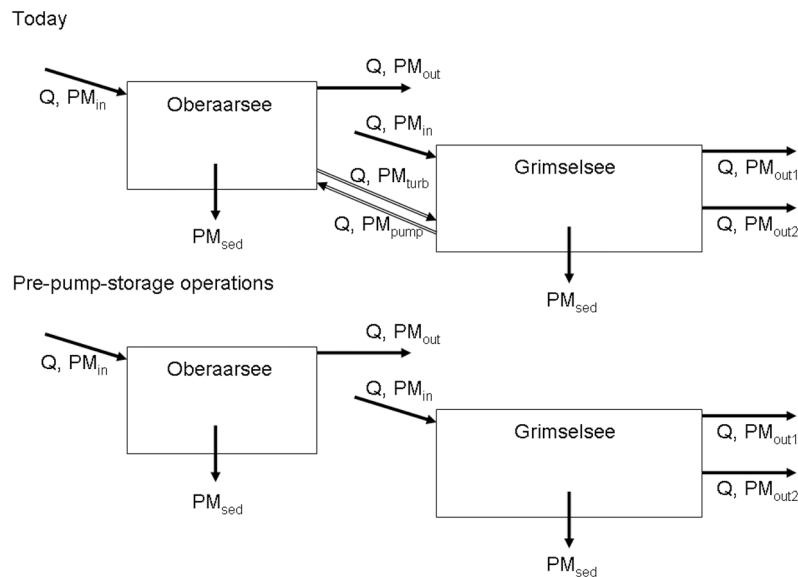 Today
Q, PMout
Q, PMin
Oberaarsee
Q, PMin
Grimselsee
Q, PMout1
Q, PMturb
Q, PMout2
Q, PMpump
PMsed
PMsed
Pre-pump-storage operations
Q, PMout
Q, PMin
Oberaarsee
Q, PMin
Grimselsee
Q, PMout1
Q, PMout2
PMsed
PMsed